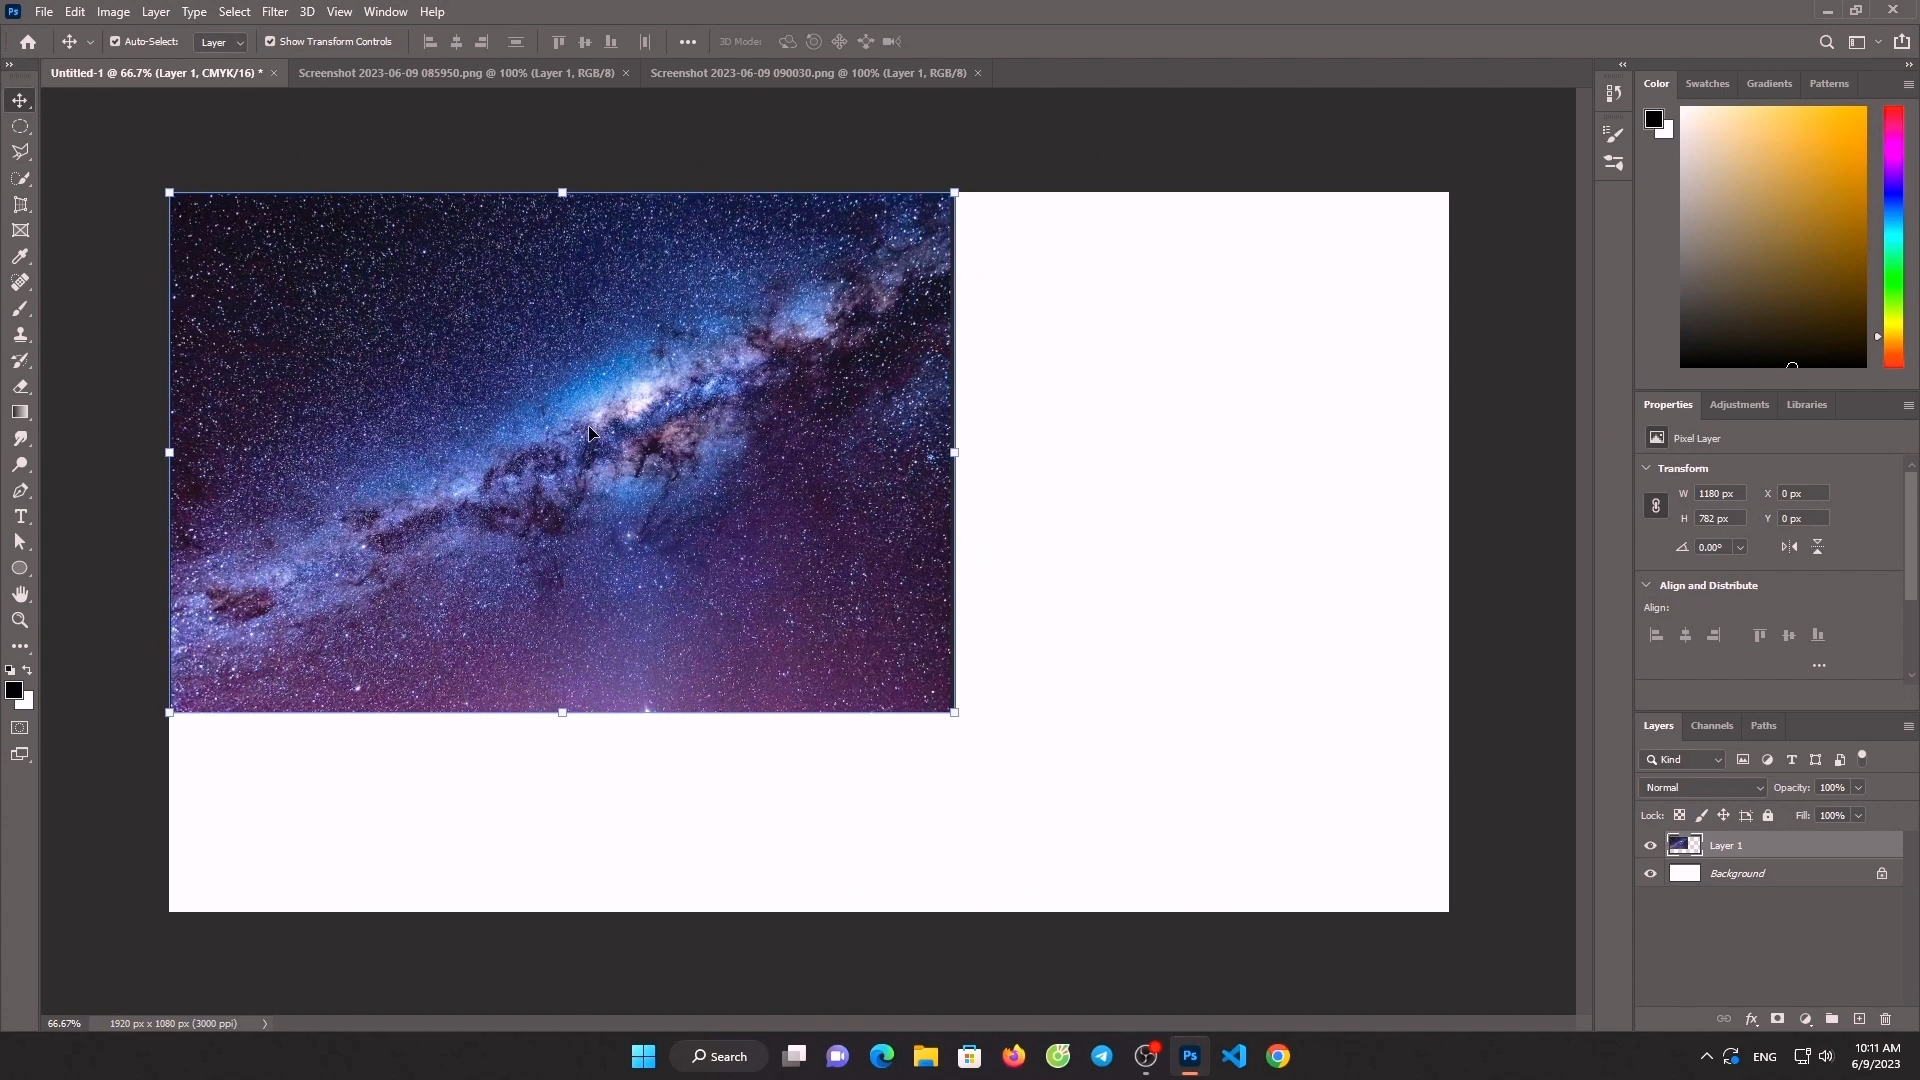 Ps File Edit Image Layer Type Select Filter 3D View Window Help
Auto-Select: Layer Show Transform Controls 3D Mode:
Untitled-1 @ 66.7% (Layer 1, CMYK/16) * × Screenshot 2023-06-09 085950.png @ 100% (Layer 1, RGB/8) × Screenshot 2023-06-09 090030.png @ 100% (Layer 1, RGB/8) ×
Color Swatches Gradients Patterns
Properties Adjustments Libraries
Pixel Layer
Transform
W 1180 px X 0 px
H 782 px Y 0 px
0.00°
Align and Distribute
Align:
Layers Channels Paths
Kind
Normal Opacity: 100%
Lock: Fill: 100%
Layer 1
Background
fx
66.67% 1920 px x 1080 px (3000 ppi)
Search
Ps
ENG
10:11 AM
6/9/2023